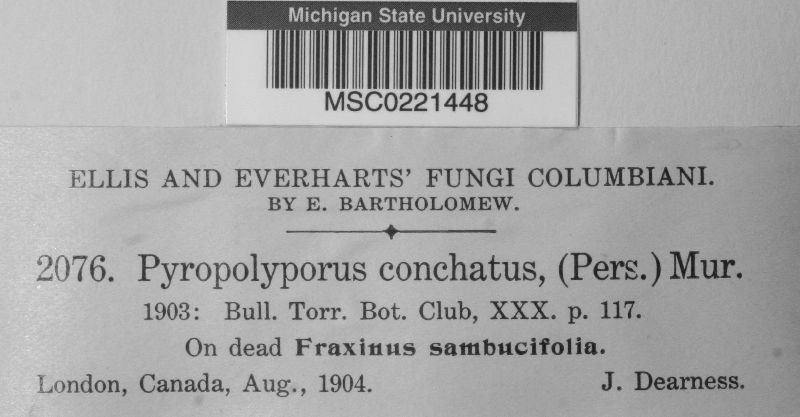 Michigan State University
MSC0221448
ELLIS AND EVERHARTS' FUNGI COLUMBIANI.
BY E. BARTHOLOMEW.
2076. Pyropolyporus conchatus, (Pers.) Mur.
1903: Bull. Torr. Bot. Club, XXX. p. 117.
On dead Fraxinus sambucifolia.
London, Canada, Aug., 1904. J. Dearness.